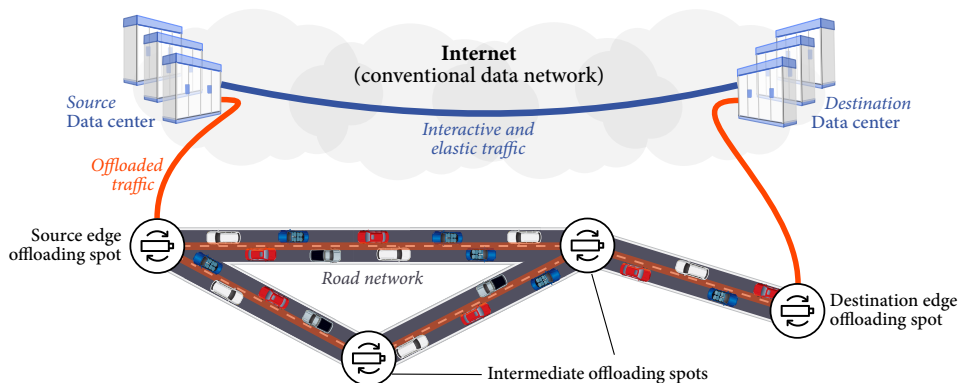 Internet
(conventional data network)
Source
Data center
Destination
Data center
Interactive and
elastic traffic
Offloaded
traffic
Source edge
offloading spot
Road network
Destination edge
offloading spot
Intermediate offloading spots